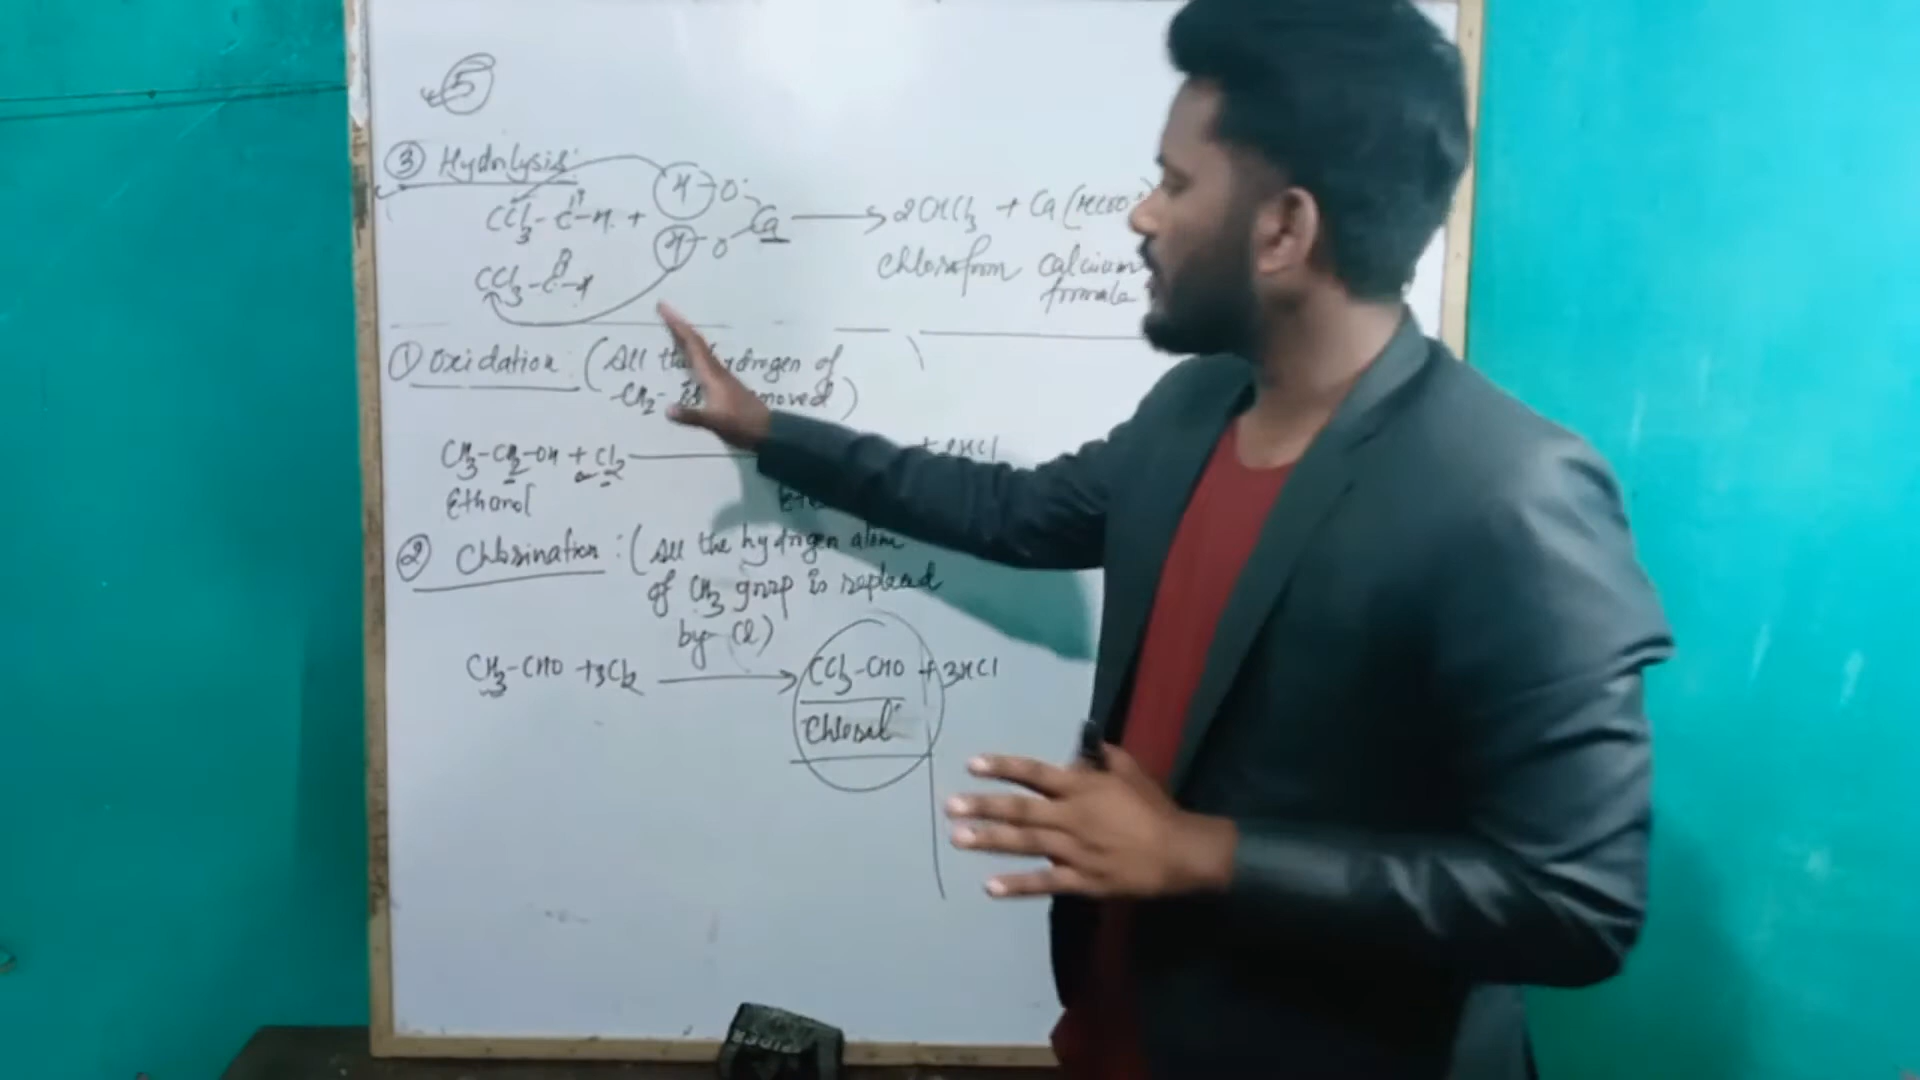 5
③ Hydrolysis:
CCl3-C-H + H-O
O
H-O Ca → 2CHCl3 + Ca(HCOO
CCl3-C-H
O
chloroform calcium
formate
① Oxidation: (All the hydrogen of
-CH2- is moved)
CH3-CH2-OH + Cl2 + 2HCl
Ethanol Eth
② Chlorination: (All the hydrogen atom
of CH3 group is replaced
by Cl)
CH3-CHO + 3Cl2 → CCl3-CHO + 3HCl
Chloral